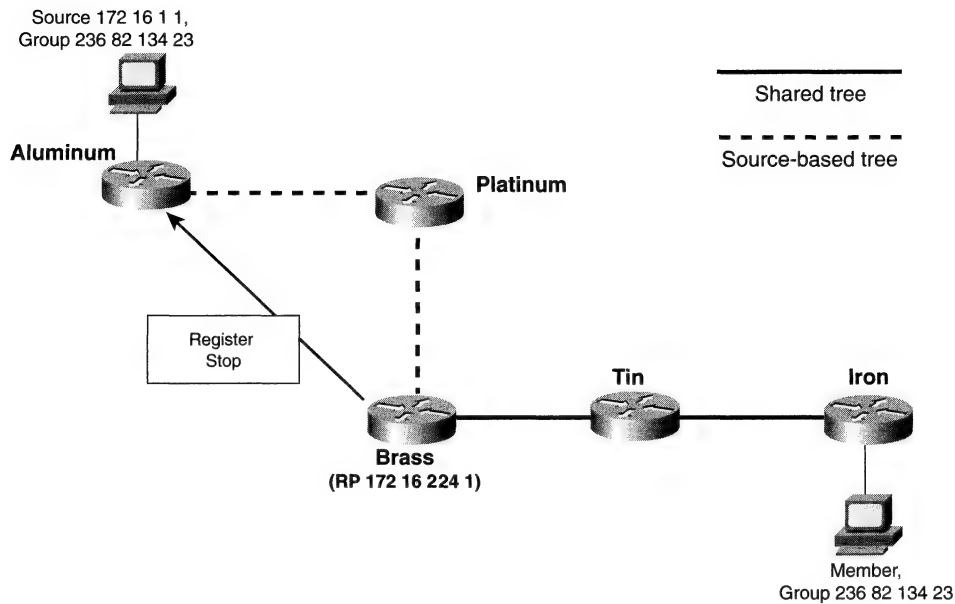 Source 172 16 1 1,
Group 236 82 134 23
Shared tree
Source-based tree
Aluminum
Platinum
Register
Stop
Tin
Iron
Brass
(RP 172 16 224 1)
Member,
Group 236 82 134 23